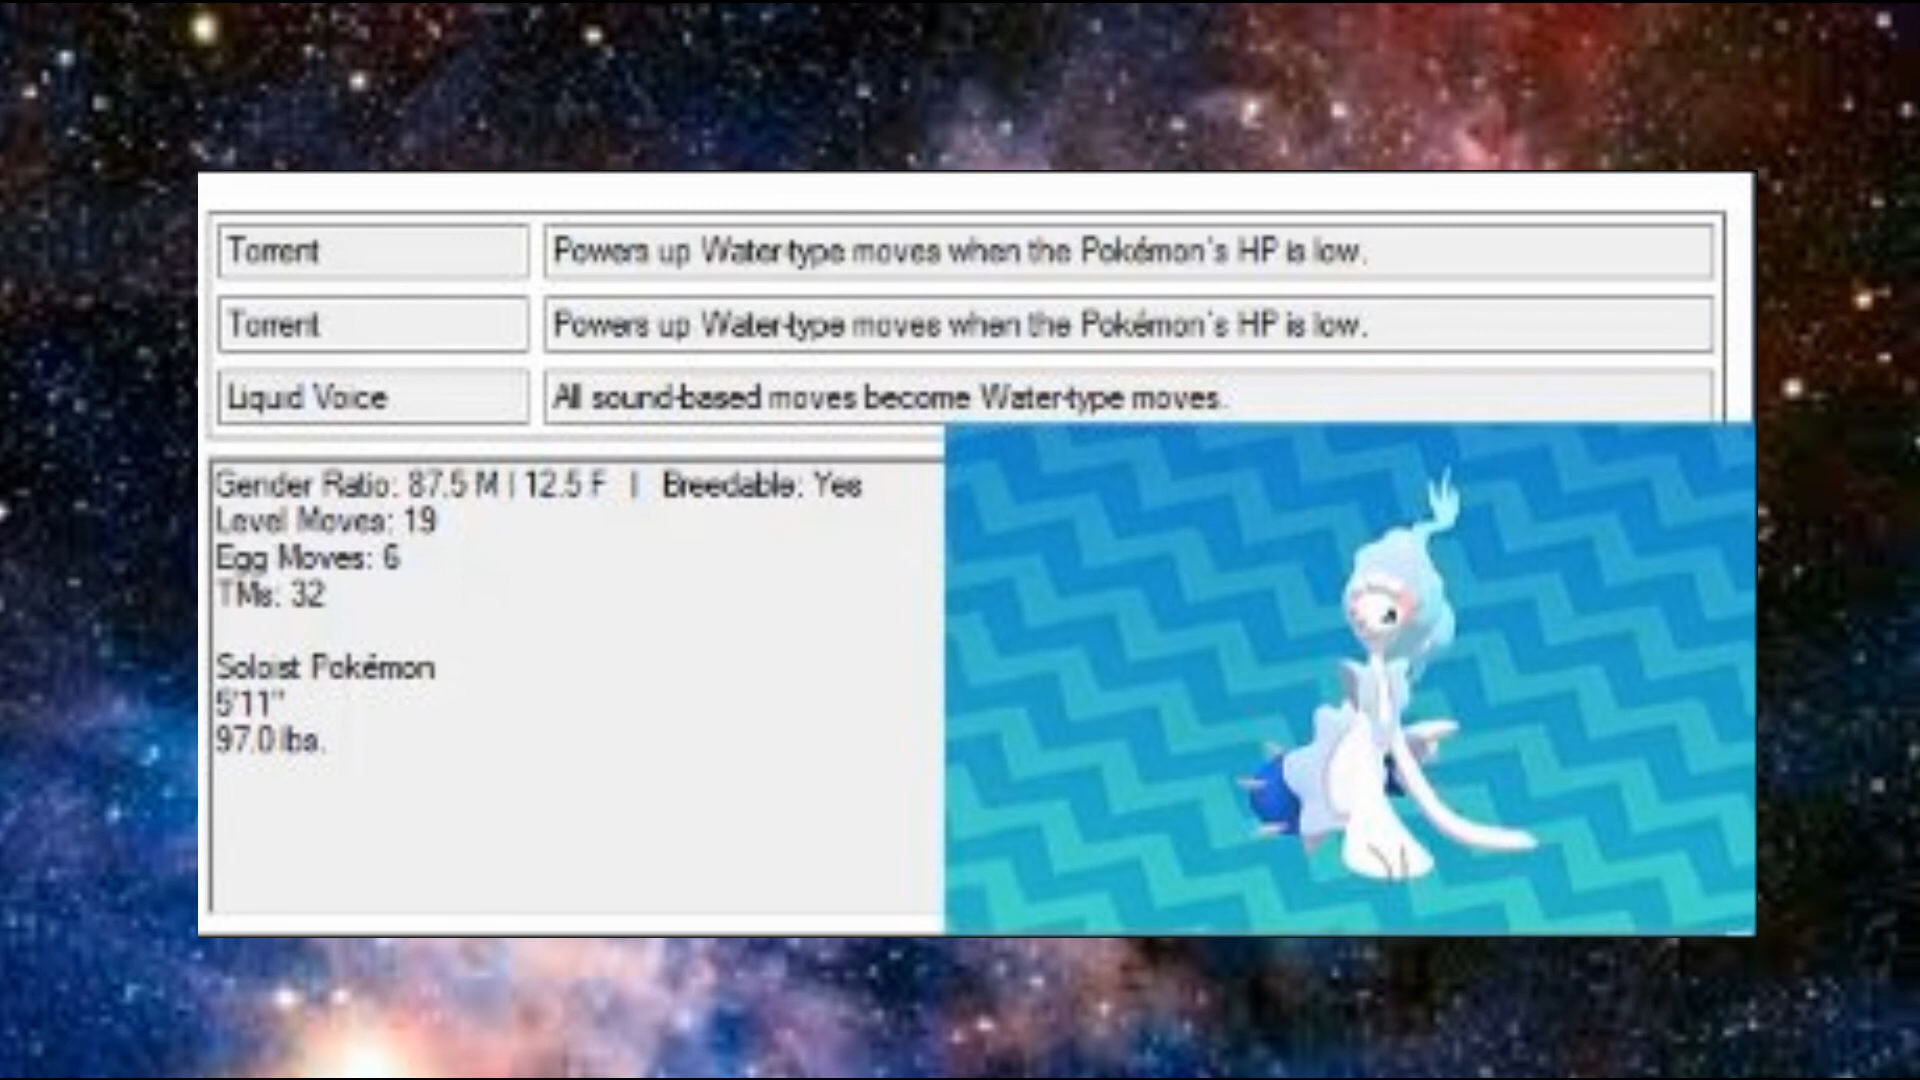 Torrent
Powers up Water-type moves when the Pokémon's HP is low.
Torrent
Powers up Water-type moves when the Pokémon's HP is low.
Liquid Voice
All sound-based moves become Water-type moves.
Gender Ratio: 87.5 M | 12.5 F | Breedable: Yes
Level Moves: 19
Egg Moves: 6
TMs: 32
Soloist Pokémon
5'11"
97.0 lbs.